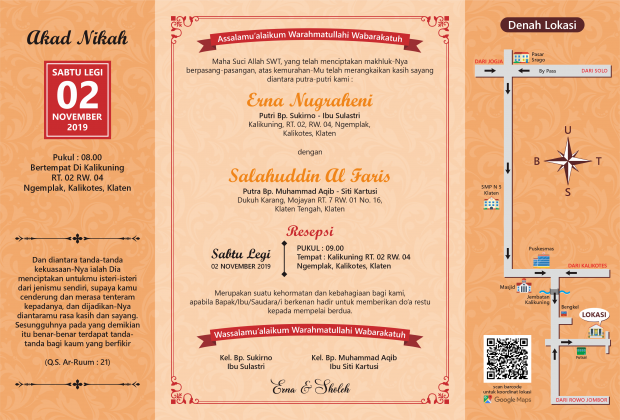 Akad Nikah
SABTU LEGI
02
NOVEMBER
2019
Pukul : 08.00
Bertempat Di Kalikuning
RT. 02 RW. 04
Ngemplak, Kalikotes, Klaten
Dan diantara tanda-tanda
kekuasaan-Nya ialah Dia
menciptakan untukmu isteri-isteri
dari jenismu sendiri, supaya kamu
cenderung dan merasa tenteram
kepadanya, dan dijadikan-Nya
diantaramu rasa kasih dan sayang.
Sesungguhnya pada yang demikian
itu benar-benar terdapat tanda-
tanda bagi kaum yang berfikir
(Q.S. Ar-Ruum : 21)
Assalamu'alaikum Warahmatullahi Wabarakatuh
Maha Suci Allah SWT, yang telah menciptakan makhluk-Nya
berpasang-pasangan, atas kemurahan-Mu telah merangkaikan kasih sayang
diantara putra-putri kami :
Erna Nugraheni
Putri Bp. Sukirno - Ibu Sulastri
Kalikuning, RT. 02 RW. 04, Ngemplak,
Kalikotes, Klaten
dengan
Salahuddin Al Faris
Putra Bp. Muhammad Aqib - Siti Kartusi
Dukuh Karang, Mojayan RT. 7 RW. 01 No. 16,
Klaten Tengah, Klaten
Resepsi
Sabtu Legi
02 NOVEMBER 2019
PUKUL : 09.00
Tempat : Kalikuning RT. 02 RW. 04
Ngemplak, Kalikotes, Klaten
Merupakan suatu kehormatan dan kebahagiaan bagi kami,
apabila Bapak/Ibu/Saudara/i berkenan hadir untuk memberikan do'a restu
kepada mempelai berdua.
Wassalamu'alaikum Warahmatullahi Wabarakatuh
Kel. Bp. Sukirno
Ibu Sulastri
Kel. Bp. Muhammad Aqib
Ibu Siti Kartusi
Erna & Sholeh
Denah Lokasi
Pasar
Srago
DARI JOGJA
By Pass
DARI SOLO
U
B
T
S
SMP N 5
Klaten
Puskesmas
DARI KALIKOTES
Masjid
Jembatan
Kalikuning
Bengkel
LOKASI
scan barcode
untuk koordinat lokasi
Google Maps
DARI ROWO JOMBOR